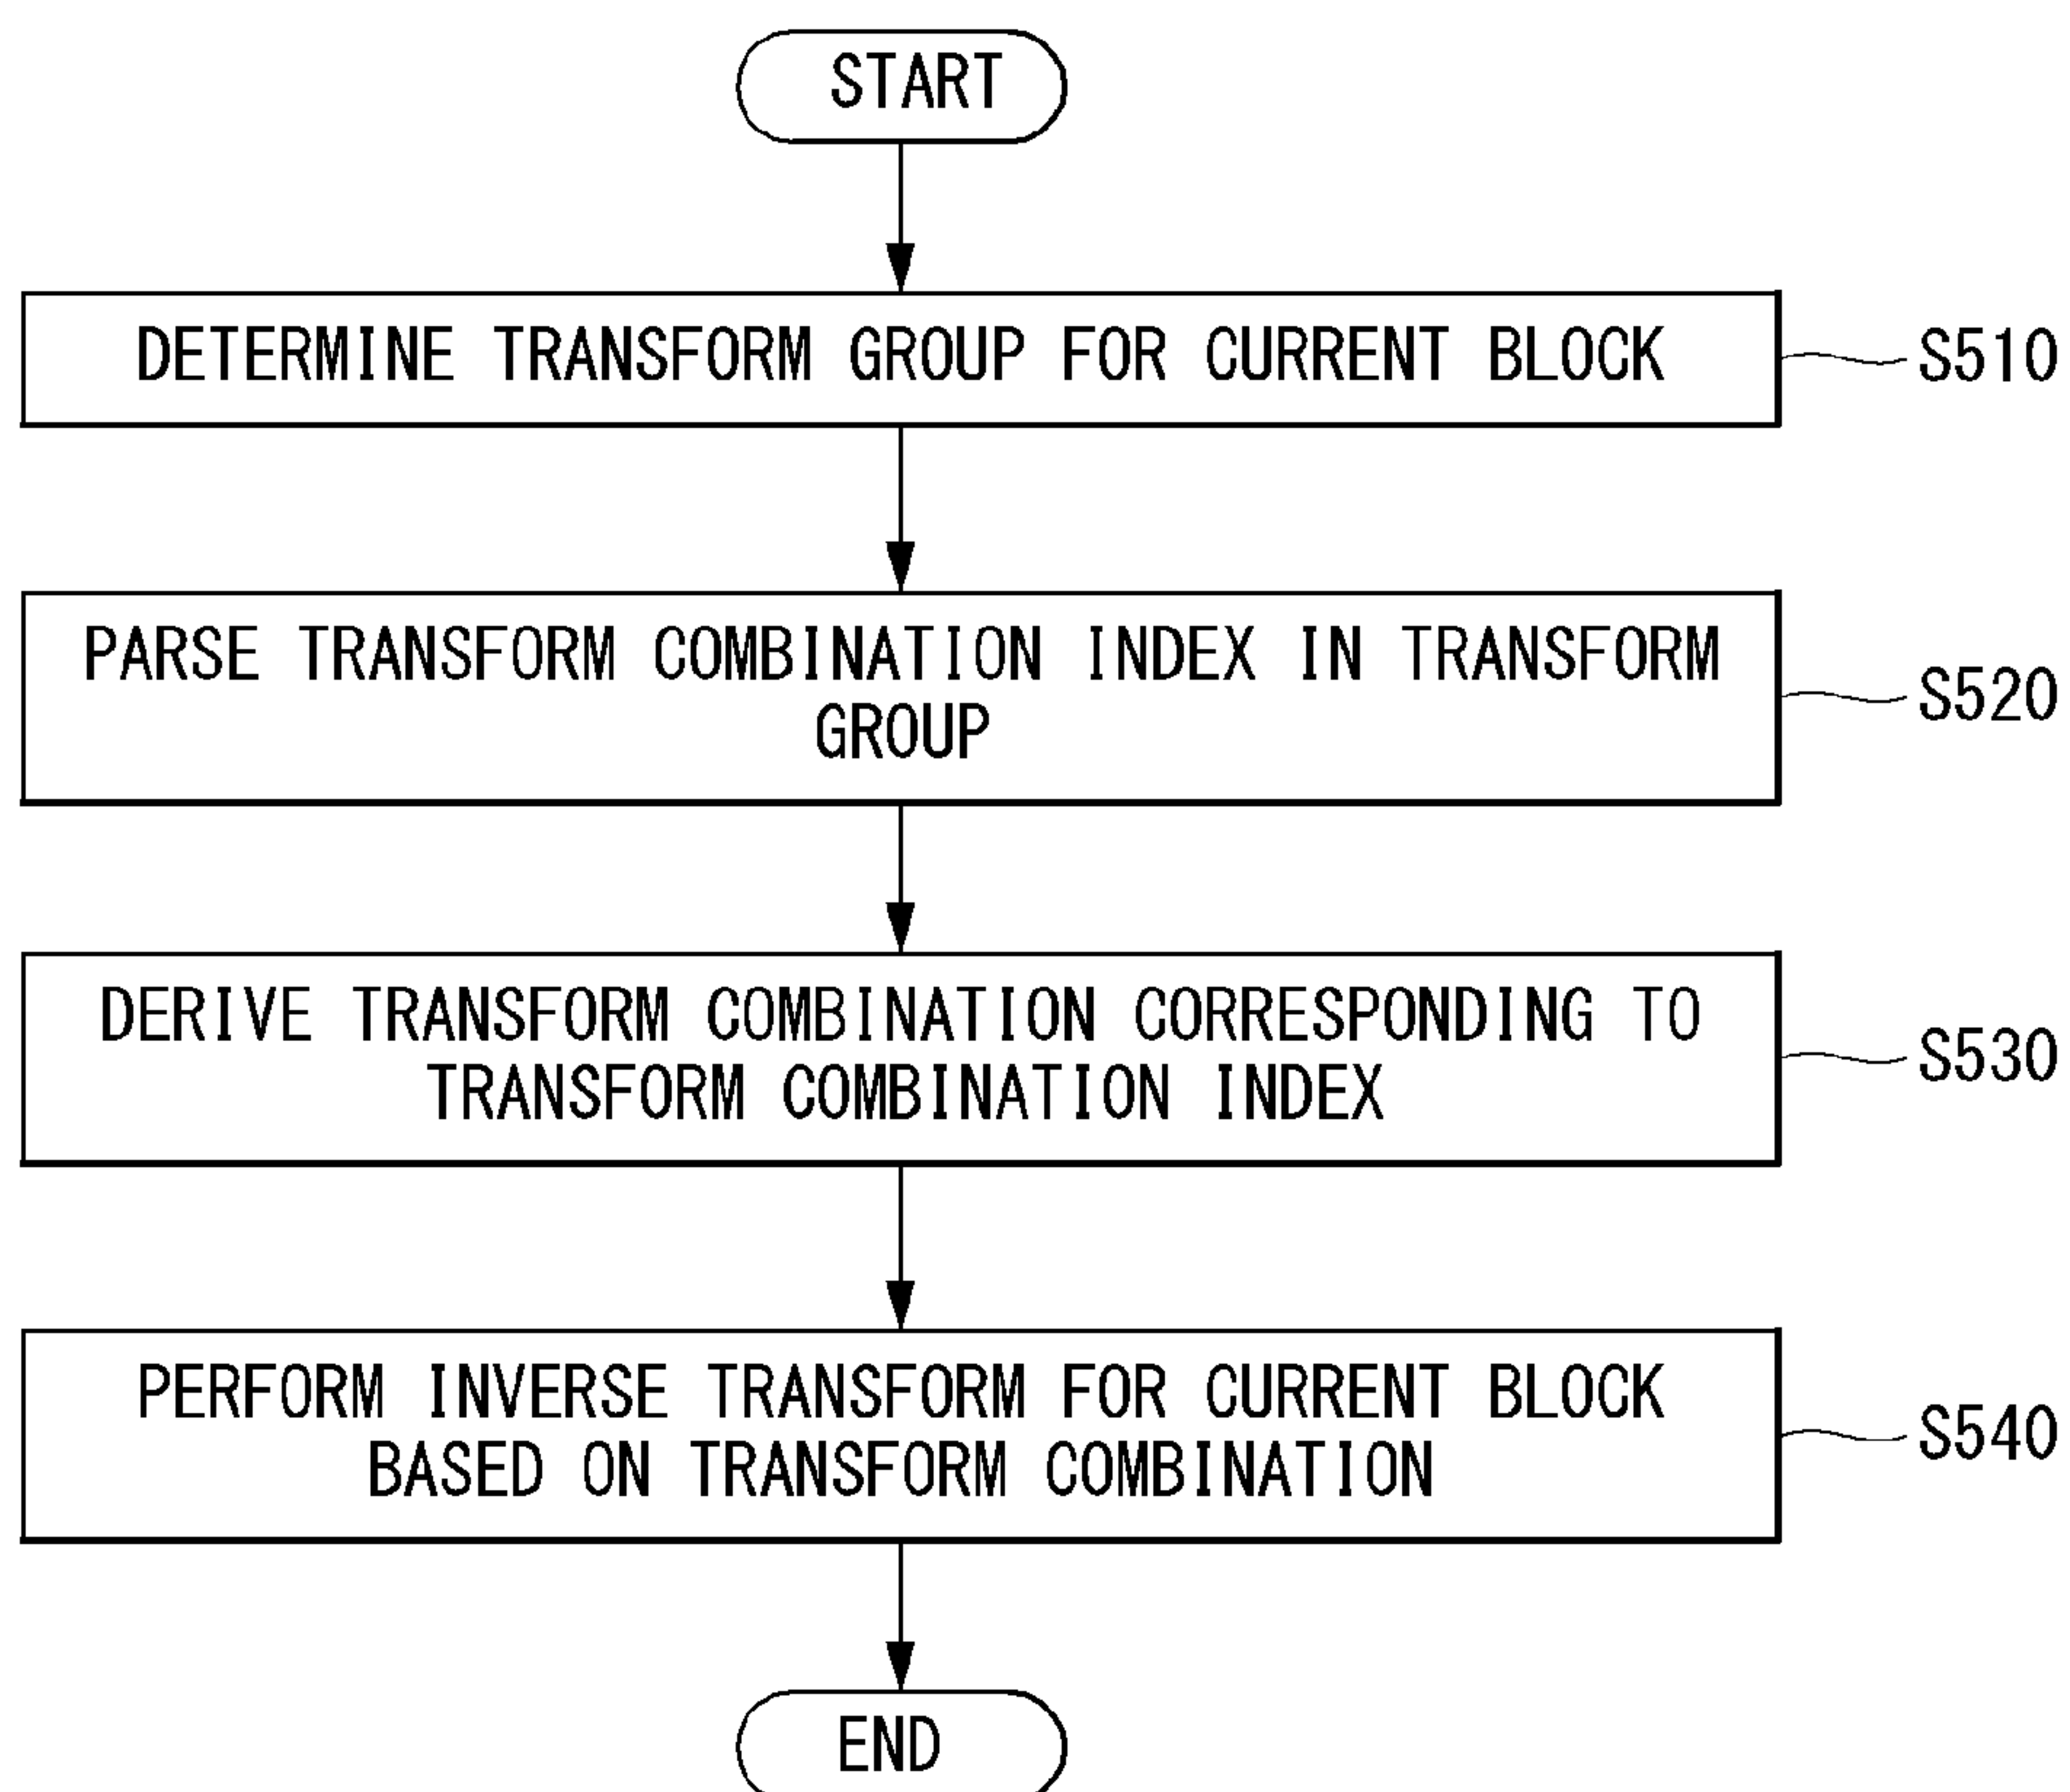 START
DETERMINE TRANSFORM GROUP FOR CURRENT BLOCK
S510
PARSE TRANSFORM COMBINATION INDEX IN TRANSFORM
GROUP
S520
DERIVE TRANSFORM COMBINATION CORRESPONDING TO
TRANSFORM COMBINATION INDEX
S530
PERFORM INVERSE TRANSFORM FOR CURRENT BLOCK
BASED ON TRANSFORM COMBINATION
S540
END